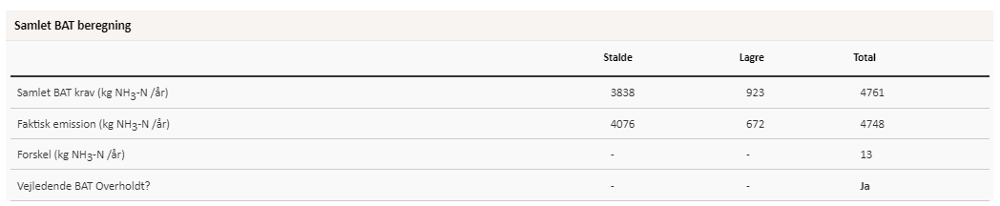 Samlet BAT beregning
Stalde Lagre Total
Samlet BAT krav (kg NH3-N /år) 3838 923 4761
Faktisk emission (kg NH3-N /år) 4076 672 4748
Forskel (kg NH3-N /år) - - 13
Vejledende BAT Overholdt? - - Ja